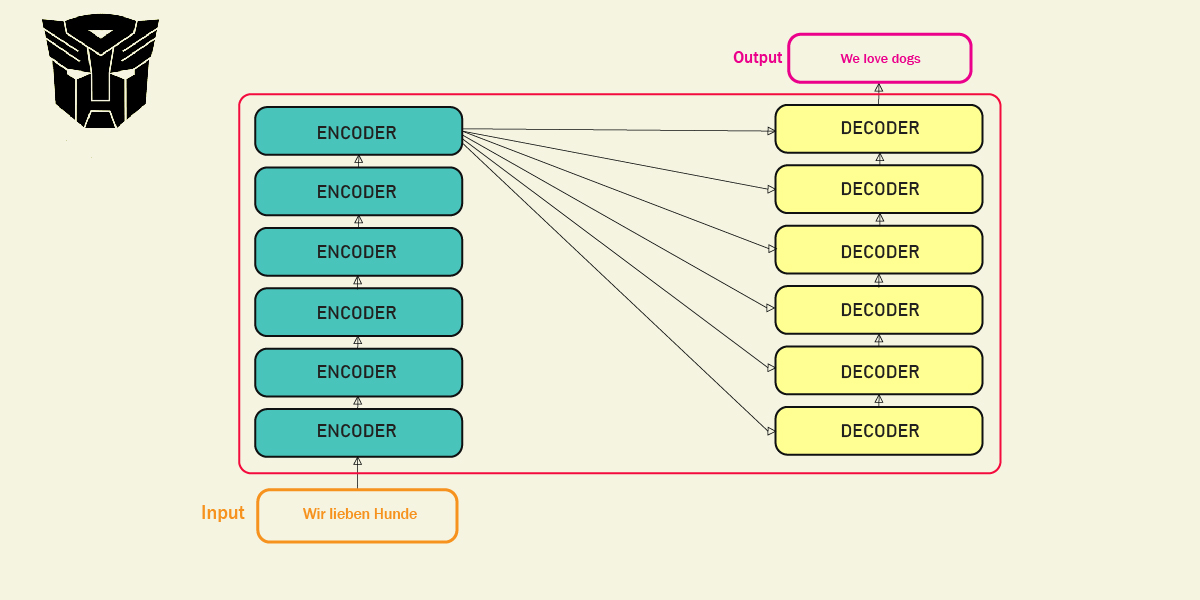 Output
We love dogs
ENCODER
DECODER
ENCODER
DECODER
ENCODER
DECODER
ENCODER
DECODER
ENCODER
DECODER
ENCODER
DECODER
Input
Wir lieben Hunde